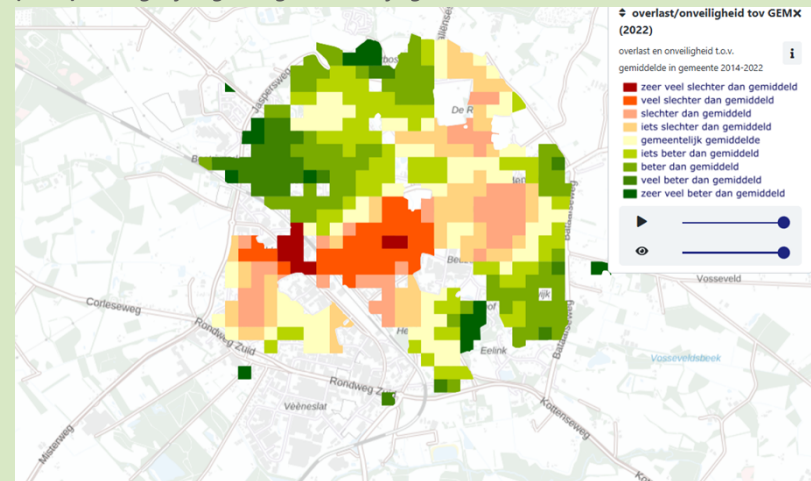 overlast/onveiligheid tov GEM
(2022)
overlast en onveiligheid t.o.v.
gemiddelde in gemeente 2014-2022
i
zeer veel slechter dan gemiddeld
veel slechter dan gemiddeld
slechter dan gemiddeld
iets slechter dan gemiddeld
gemeentelijk gemiddelde
iets beter dan gemiddeld
beter dan gemiddeld
veel beter dan gemiddeld
zeer veel beter dan gemiddeld
Jaspersweg
De R
Vosseveld
Corleseweg
Rondweg Zuid
Eelink
Vosseveldsbeek
Rondweg Zuid
Vèèneslat
Kottenseweg
Misterweg
Bataafseweg